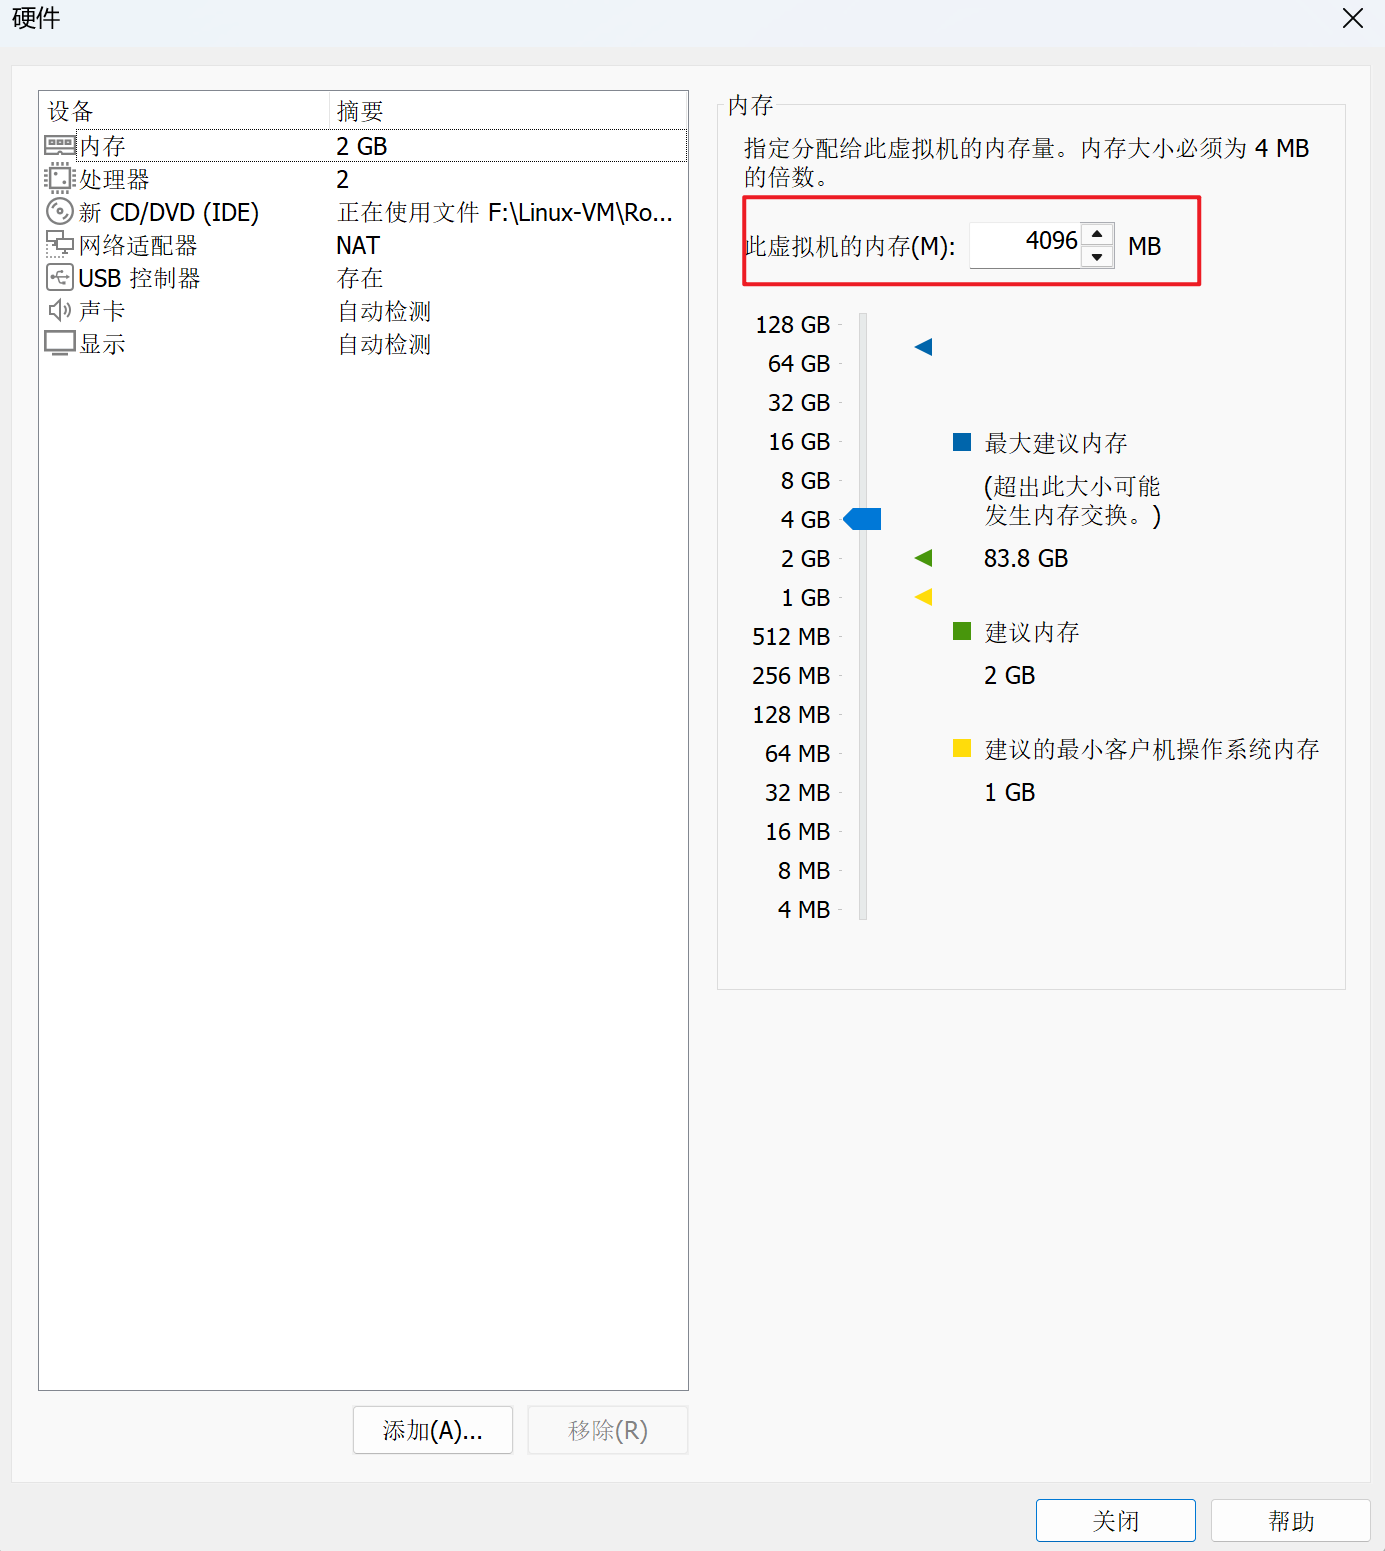 硬件
设备 摘要
内存 2 GB
处理器 2
新 CD/DVD (IDE) 正在使用文件 F:\Linux-VM\Ro...
网络适配器 NAT
USB 控制器 存在
声卡 自动检测
显示 自动检测
添加(A)...
移除(R)
内存
指定分配给此虚拟机的内存量。内存大小必须为 4 MB
的倍数。
此虚拟机的内存(M): 4096 MB
128 GB
64 GB
32 GB
16 GB
8 GB
4 GB
2 GB
1 GB
512 MB
256 MB
128 MB
64 MB
32 MB
16 MB
8 MB
4 MB
最大建议内存
(超出此大小可能
发生内存交换。)
83.8 GB
建议内存
2 GB
建议的最小客户机操作系统内存
1 GB
关闭
帮助